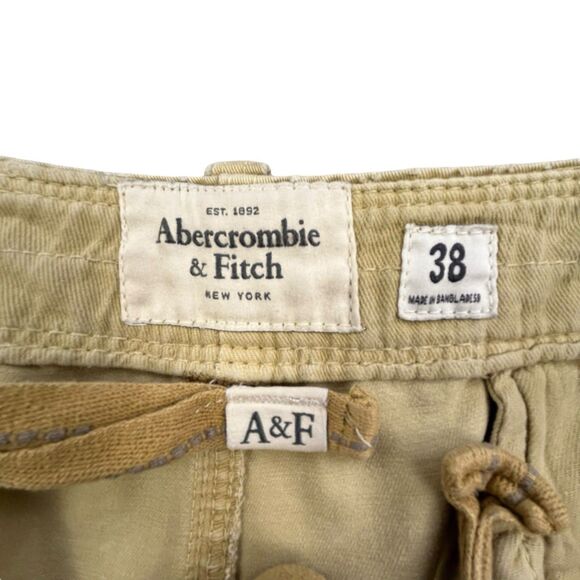 EST. 1892
Abercrombie
& Fitch
NEW YORK
38
MADE IN BANGLADESH
A&F